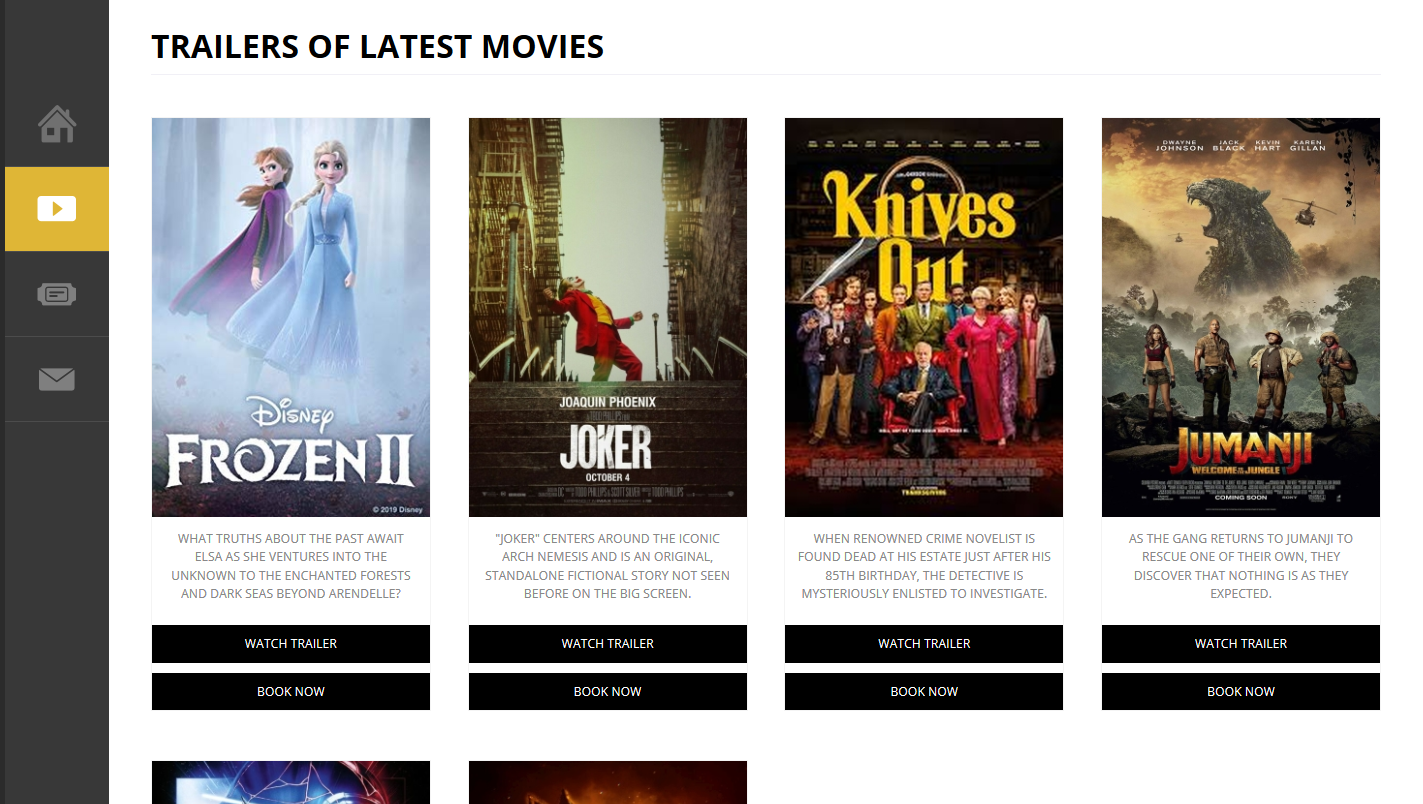 TRAILERS OF LATEST MOVIES
DISNEY
FROZEN II
© 2019 Disney
WHAT TRUTHS ABOUT THE PAST AWAIT
ELSA AS SHE VENTURES INTO THE
UNKNOWN TO THE ENCHANTED FORESTS
AND DARK SEAS BEYOND ARENDELLE?
WATCH TRAILER
BOOK NOW
JOAQUIN PHOENIX
JOKER
OCTOBER 4
"JOKER" CENTERS AROUND THE ICONIC
ARCH NEMESIS AND IS AN ORIGINAL,
STANDALONE FICTIONAL STORY NOT SEEN
BEFORE ON THE BIG SCREEN.
WATCH TRAILER
BOOK NOW
Knives
Out
THANKSGIVING
WHEN RENOWNED CRIME NOVELIST IS
FOUND DEAD AT HIS ESTATE JUST AFTER HIS
85TH BIRTHDAY, THE DETECTIVE IS
MYSTERIOUSLY ENLISTED TO INVESTIGATE.
WATCH TRAILER
BOOK NOW
DWAYNE JOHNSON JACK BLACK KEVIN HART KAREN GILLAN
JUMANJI
WELCOME TO THE JUNGLE
COMING SOON
SONY
AS THE GANG RETURNS TO JUMANJI TO
RESCUE ONE OF THEIR OWN, THEY
DISCOVER THAT NOTHING IS AS THEY
EXPECTED.
WATCH TRAILER
BOOK NOW